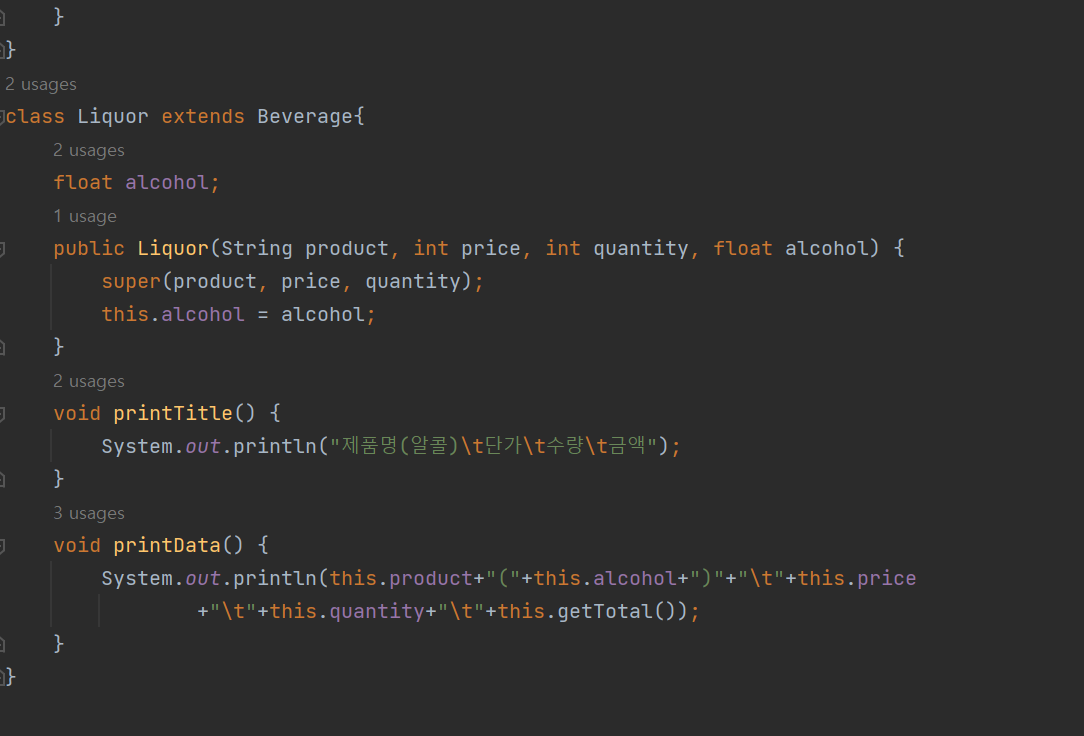 }
}
2 usages
class Liquor extends Beverage{
2 usages
float alcohol;
1 usage
public Liquor(String product, int price, int quantity, float alcohol) {
super(product, price, quantity);
this.alcohol = alcohol;
}
2 usages
void printTitle() {
System.out.println("제품명(알콜)\t단가\t수량\t금액");
}
3 usages
void printData() {
System.out.println(this.product+"("+this.alcohol+")"+"\t"+this.price
+"\t"+this.quantity+"\t"+this.getTotal());
}
}